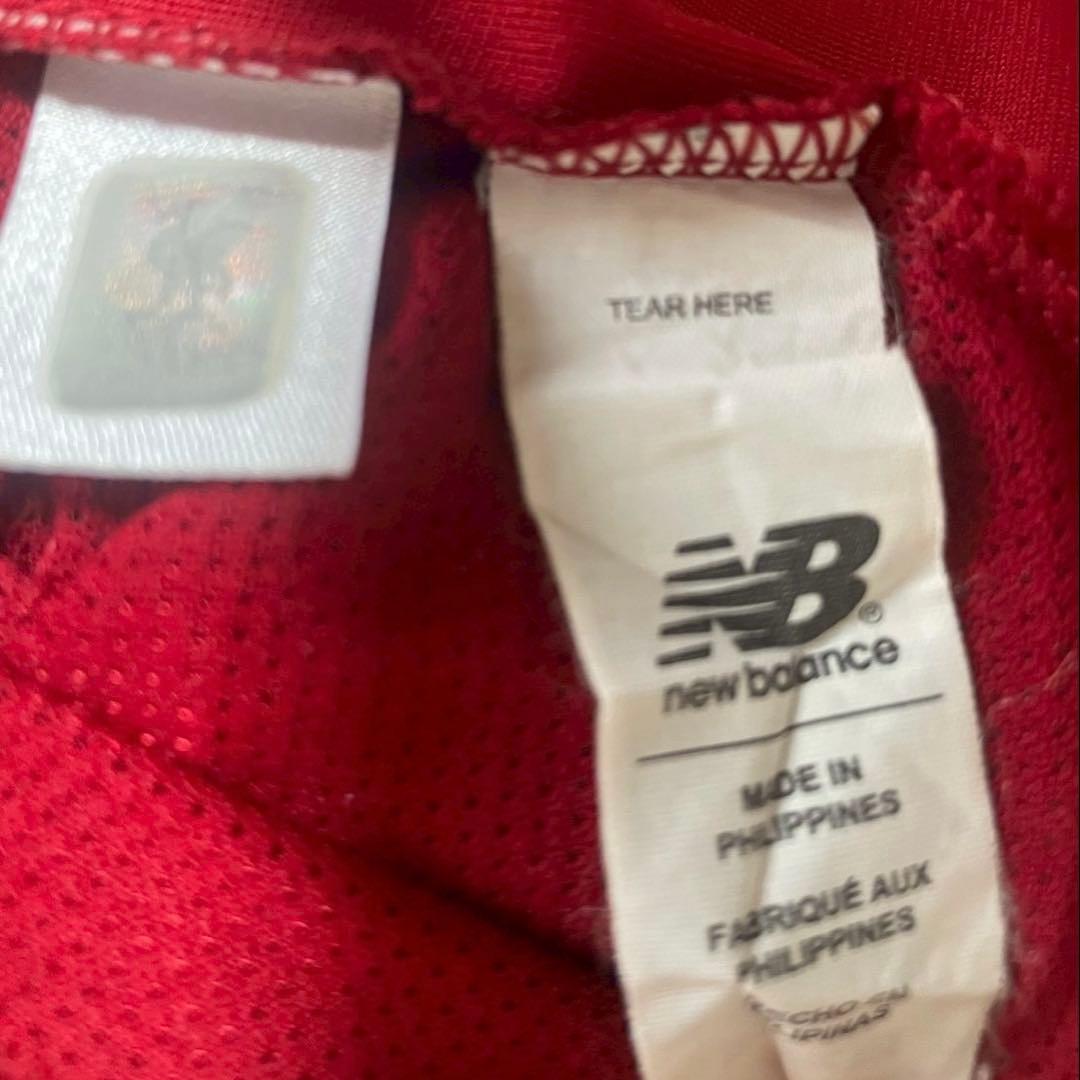 TEAR HERE
NB®
new balance
MADE IN
PHILIPPINES
FABRIQUÉ AUX
PHILIPPINES